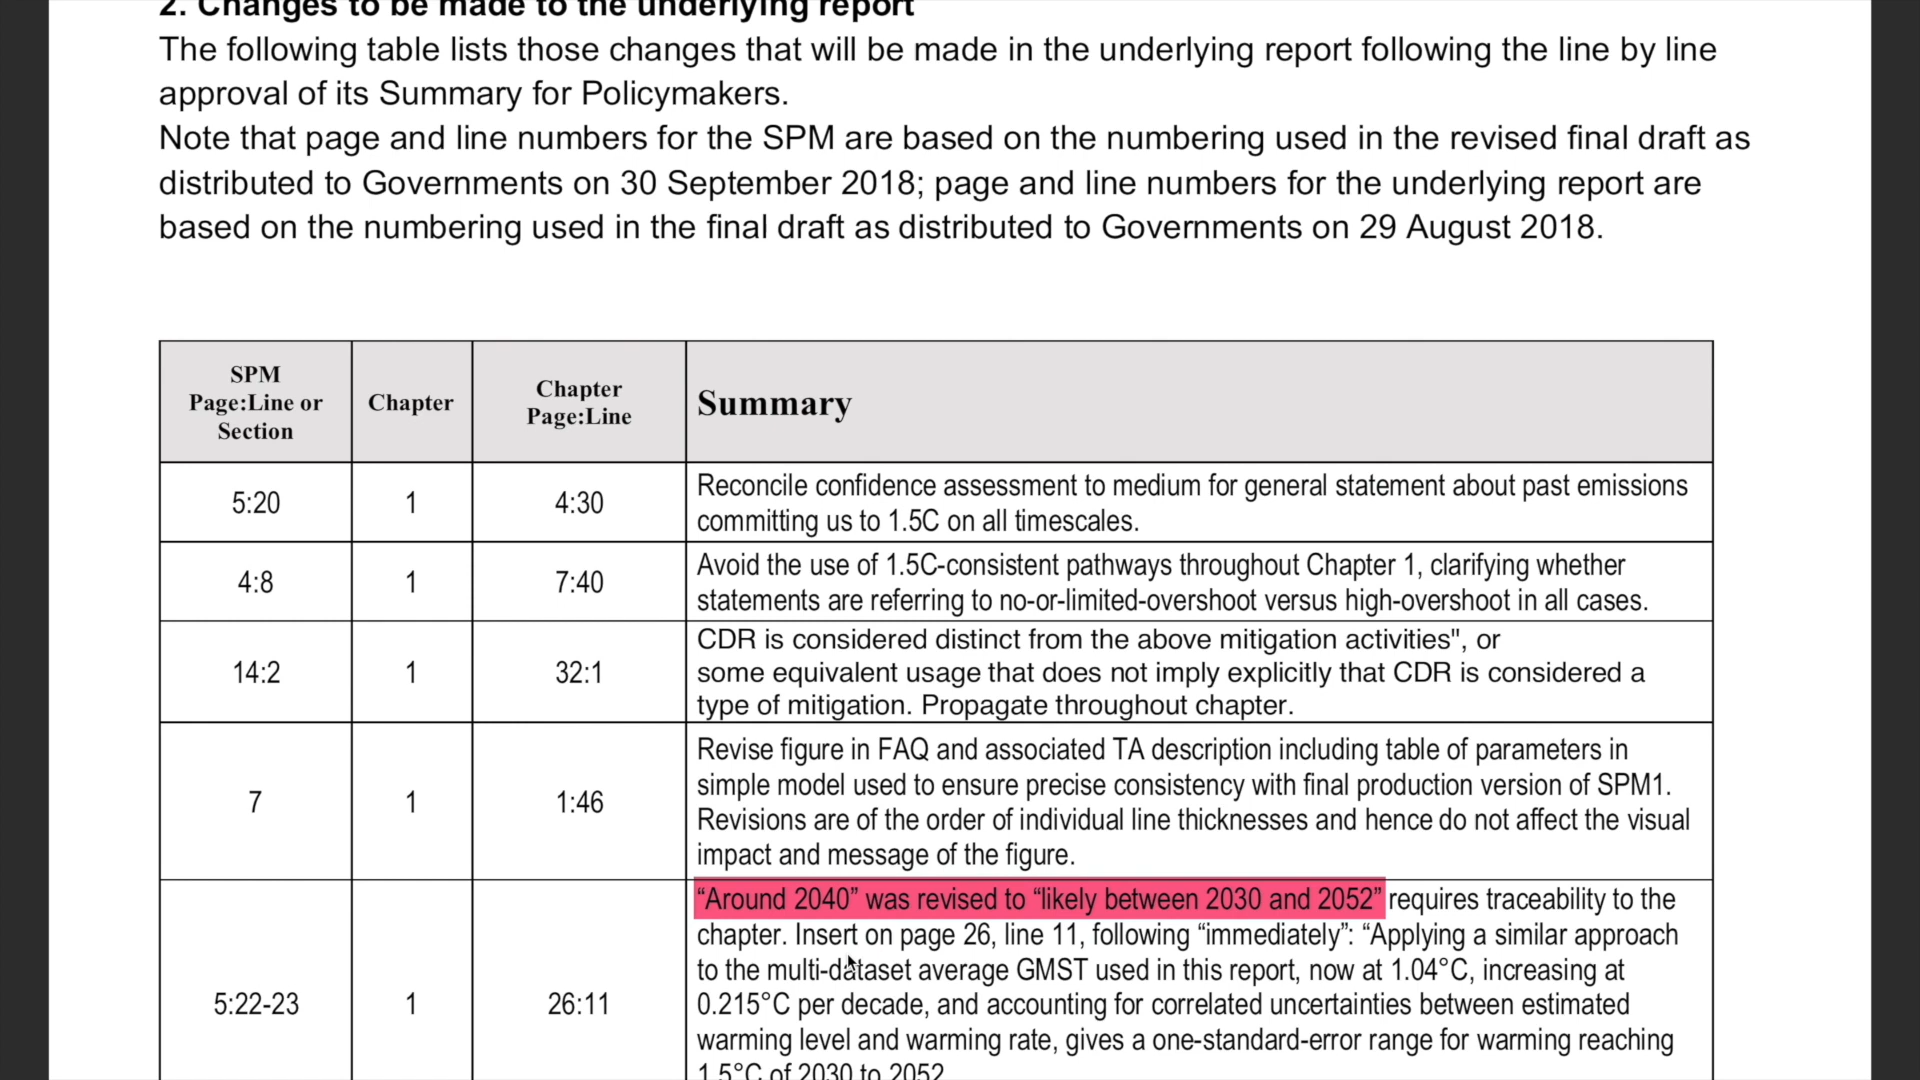 2. Changes to be made to the underlying report
The following table lists those changes that will be made in the underlying report following the line by line
approval of its Summary for Policymakers.
Note that page and line numbers for the SPM are based on the numbering used in the revised final draft as
distributed to Governments on 30 September 2018; page and line numbers for the underlying report are
based on the numbering used in the final draft as distributed to Governments on 29 August 2018.
SPM
Page:Line or
Section
Chapter
Chapter
Page:Line
Summary
5:20
1
4:30
Reconcile confidence assessment to medium for general statement about past emissions
committing us to 1.5C on all timescales.
4:8
1
7:40
Avoid the use of 1.5C-consistent pathways throughout Chapter 1, clarifying whether
statements are referring to no-or-limited-overshoot versus high-overshoot in all cases.
14:2
1
32:1
CDR is considered distinct from the above mitigation activities", or
some equivalent usage that does not imply explicitly that CDR is considered a
type of mitigation. Propagate throughout chapter.
7
1
1:46
Revise figure in FAQ and associated TA description including table of parameters in
simple model used to ensure precise consistency with final production version of SPM1.
Revisions are of the order of individual line thicknesses and hence do not affect the visual
impact and message of the figure.
5:22-23
1
26:11
“Around 2040” was revised to “likely between 2030 and 2052” requires traceability to the
chapter. Insert on page 26, line 11, following “immediately”: “Applying a similar approach
to the multi-dataset average GMST used in this report, now at 1.04°C, increasing at
0.215°C per decade, and accounting for correlated uncertainties between estimated
warming level and warming rate, gives a one-standard-error range for warming reaching
1.5°C of 2030 to 2052